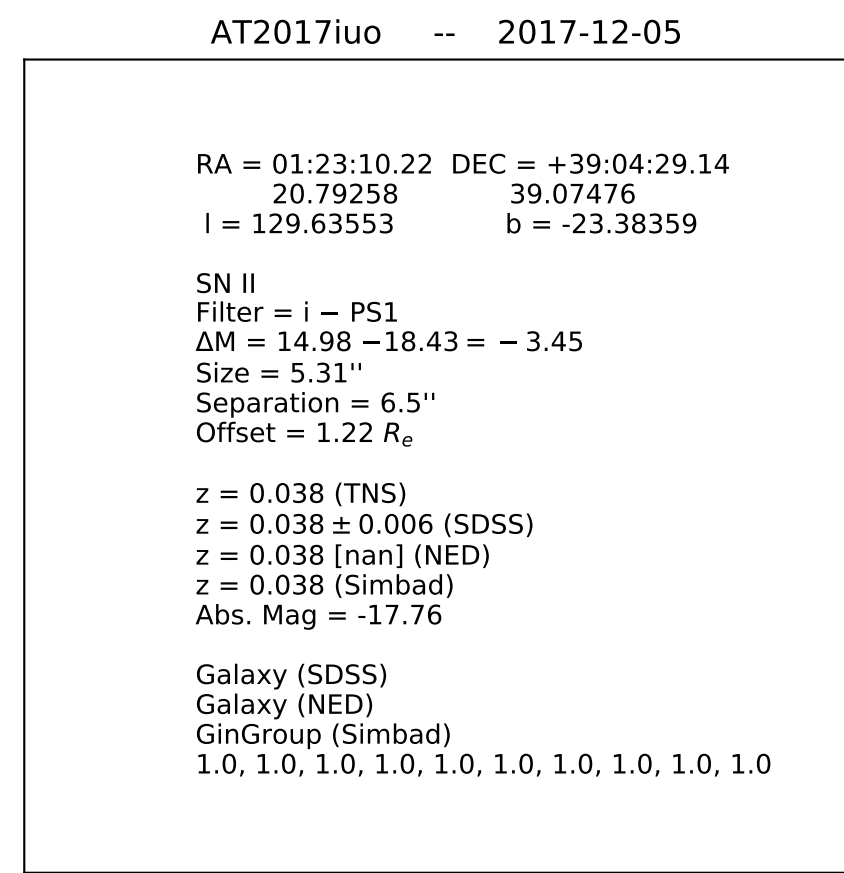 AT2017iuo -- 2017-12-05
RA = 01:23:10.22 DEC = +39:04:29.14
20.79258 39.07476
l = 129.63553 b = -23.38359
SN II
Filter = i − PS1
ΔM = 14.98 −18.43 = − 3.45
Size = 5.31''
Separation = 6.5''
Offset = 1.22 Re
z = 0.038 (TNS)
z = 0.038 ± 0.006 (SDSS)
z = 0.038 [nan] (NED)
z = 0.038 (Simbad)
Abs. Mag = -17.76
Galaxy (SDSS)
Galaxy (NED)
GinGroup (Simbad)
1.0, 1.0, 1.0, 1.0, 1.0, 1.0, 1.0, 1.0, 1.0, 1.0